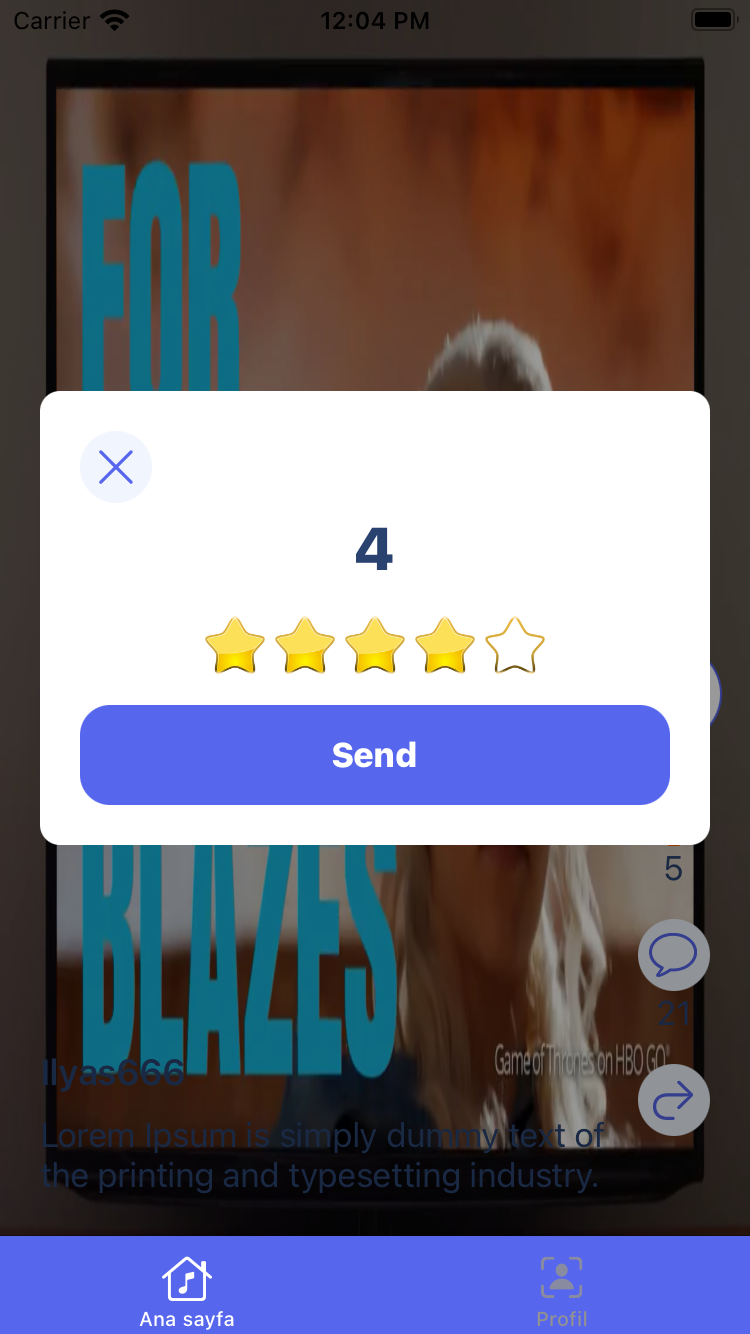 Carrier 12:04 PM
FOR
4
Send
5
BLAZES
21
Game of Thrones on HBO GO®
Ilyas666
Lorem Ipsum is simply dummy text of
the printing and typesetting industry.
Ana sayfa Profil